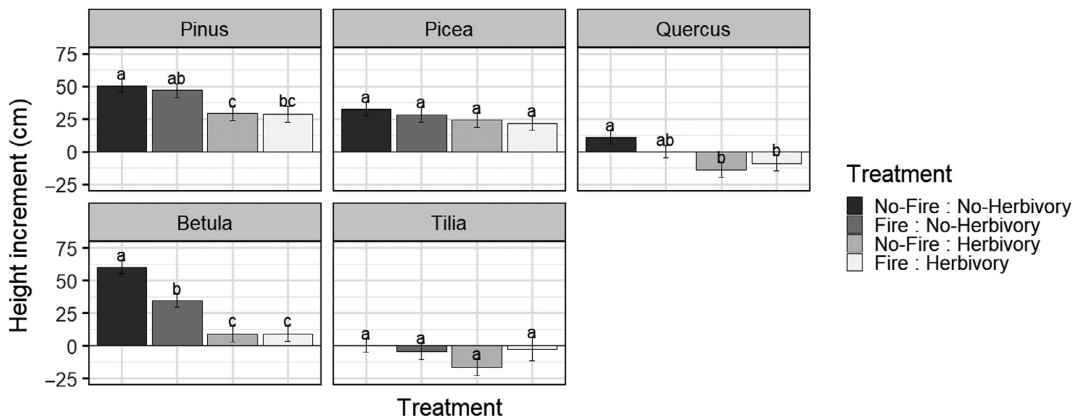 Pinus
Picea
Quercus
75
50
25
0
−25
a
ab
c
bc
a
a
a
a
a
ab
b
b
Betula
Tilia
75
50
25
0
−25
a
b
c
c
a
a
a
a
Height increment (cm)
Treatment
Treatment
No-Fire : No-Herbivory
Fire : No-Herbivory
No-Fire : Herbivory
Fire : Herbivory